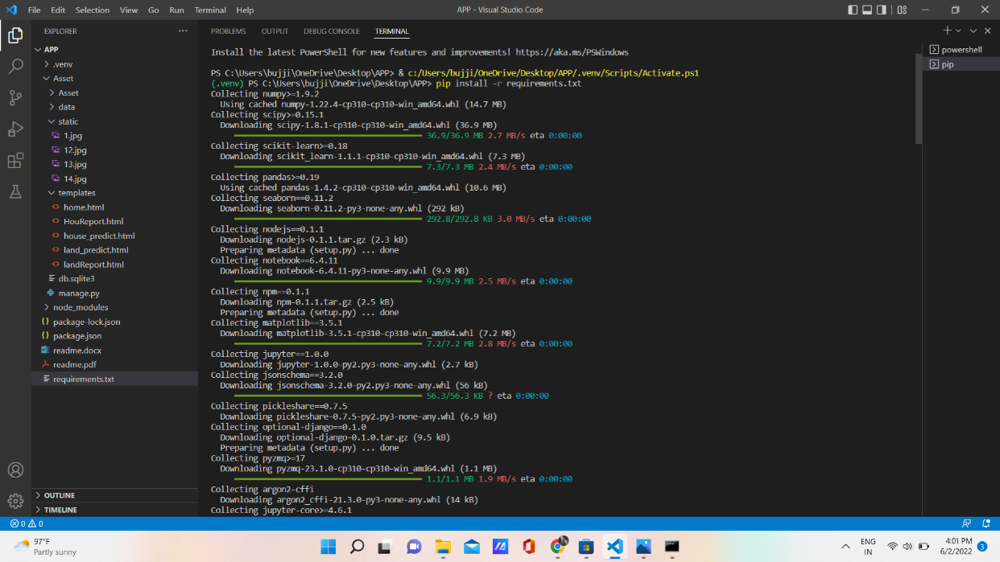 File Edit Selection View Go Run Terminal Help
APP - Visual Studio Code
EXPLORER
PROBLEMS OUTPUT DEBUG CONSOLE TERMINAL
APP
.venv
Asset
Asset
data
static
1.jpg
12.jpg
13.jpg
14.jpg
templates
home.html
HouReport.html
house_predict.html
land_predict.html
landReport.html
db.sqlite3
manage.py
node_modules
package-lock.json
package.json
readme.docx
readme.pdf
requirements.txt
OUTLINE
TIMELINE
Install the latest PowerShell for new features and improvements! https://aka.ms/PSWindows
PS C:\Users\bujji\OneDrive\Desktop\APP> & c:/Users/bujji/OneDrive/Desktop/APP/.venv/Scripts/Activate.ps1
(.venv) PS C:\Users\bujji\OneDrive\Desktop\APP> pip install -r requirements.txt
Collecting numpy>=1.9.2
Using cached numpy-1.22.4-cp310-cp310-win_amd64.whl (14.7 MB)
Collecting scipy>=0.15.1
Downloading scipy-1.8.1-cp310-cp310-win_amd64.whl (36.9 MB)
36.9/36.9 MB 2.7 MB/s eta 0:00:00
Collecting scikit-learn>=0.18
Downloading scikit_learn-1.1.1-cp310-cp310-win_amd64.whl (7.3 MB)
7.3/7.3 MB 2.4 MB/s eta 0:00:00
Collecting pandas>=0.19
Using cached pandas-1.4.2-cp310-cp310-win_amd64.whl (10.6 MB)
Collecting seaborn==0.11.2
Downloading seaborn-0.11.2-py3-none-any.whl (292 kB)
292.8/292.8 KB 3.0 MB/s eta 0:00:00
Collecting nodejs==0.1.1
Downloading nodejs-0.1.1.tar.gz (2.3 kB)
Preparing metadata (setup.py) ... done
Collecting notebook==6.4.11
Downloading notebook-6.4.11-py3-none-any.whl (9.9 MB)
9.9/9.9 MB 2.5 MB/s eta 0:00:00
Collecting npm==0.1.1
Downloading npm-0.1.1.tar.gz (2.5 kB)
Preparing metadata (setup.py) ... done
Collecting matplotlib==3.5.1
Downloading matplotlib-3.5.1-cp310-cp310-win_amd64.whl (7.2 MB)
7.2/7.2 MB 2.8 MB/s eta 0:00:00
Collecting jupyter==1.0.0
Downloading jupyter-1.0.0-py2.py3-none-any.whl (2.7 kB)
Collecting jsonschema==3.2.0
Downloading jsonschema-3.2.0-py2.py3-none-any.whl (56 kB)
56.3/56.3 KB ? eta 0:00:00
Collecting pickleshare==0.7.5
Downloading pickleshare-0.7.5-py2.py3-none-any.whl (6.9 kB)
Collecting optional-django==0.1.0
Downloading optional-django-0.1.0.tar.gz (9.5 kB)
Preparing metadata (setup.py) ... done
Collecting pyzmq>=17
Downloading pyzmq-23.1.0-cp310-cp310-win_amd64.whl (1.1 MB)
1.1/1.1 MB 1.9 MB/s eta 0:00:00
Collecting argon2-cffi
Downloading argon2_cffi-21.3.0-py3-none-any.whl (14 kB)
Collecting jupyter-core>=4.6.1
powershell
pip
0 0
97°F
Partly sunny
ENG
IN
4:01 PM
6/2/2022
3